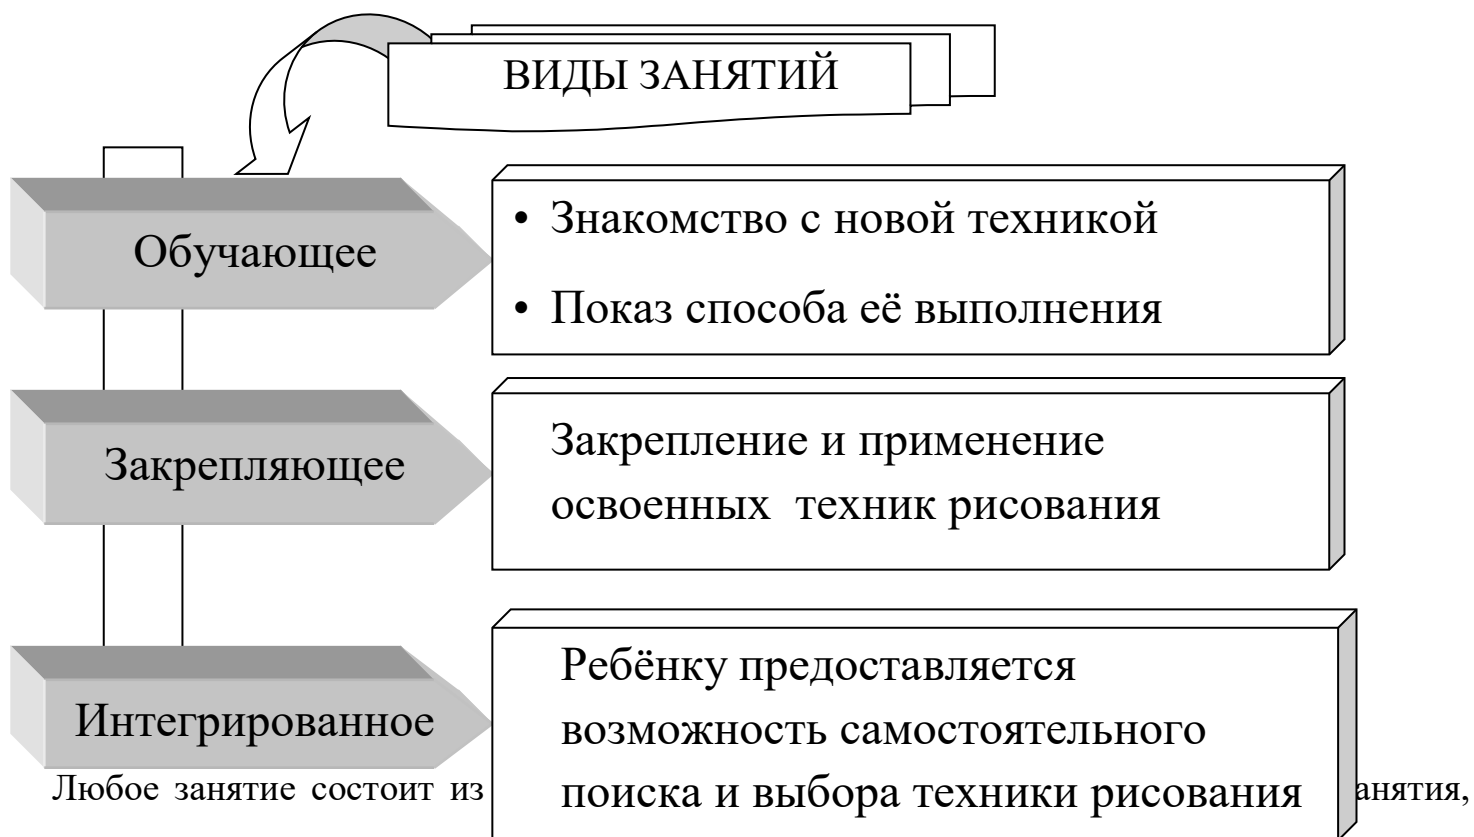 ВИДЫ ЗАНЯТИЙ
Обучающее
• Знакомство с новой техникой
• Показ способа её выполнения
Закрепляющее
Закрепление и применение
освоенных техник рисования
Интегрированное
Ребёнку предоставляется
возможность самостоятельного
поиска и выбора техники рисования
Любое занятие состоит из